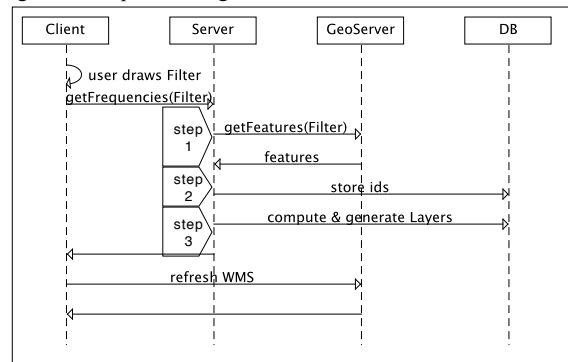 Client Server GeoServer DB
user draws Filter
getFrequencies(Filter)
step
1
getFeatures(Filter)
features
step
2
store ids
step
3
compute & generate Layers
refresh WMS